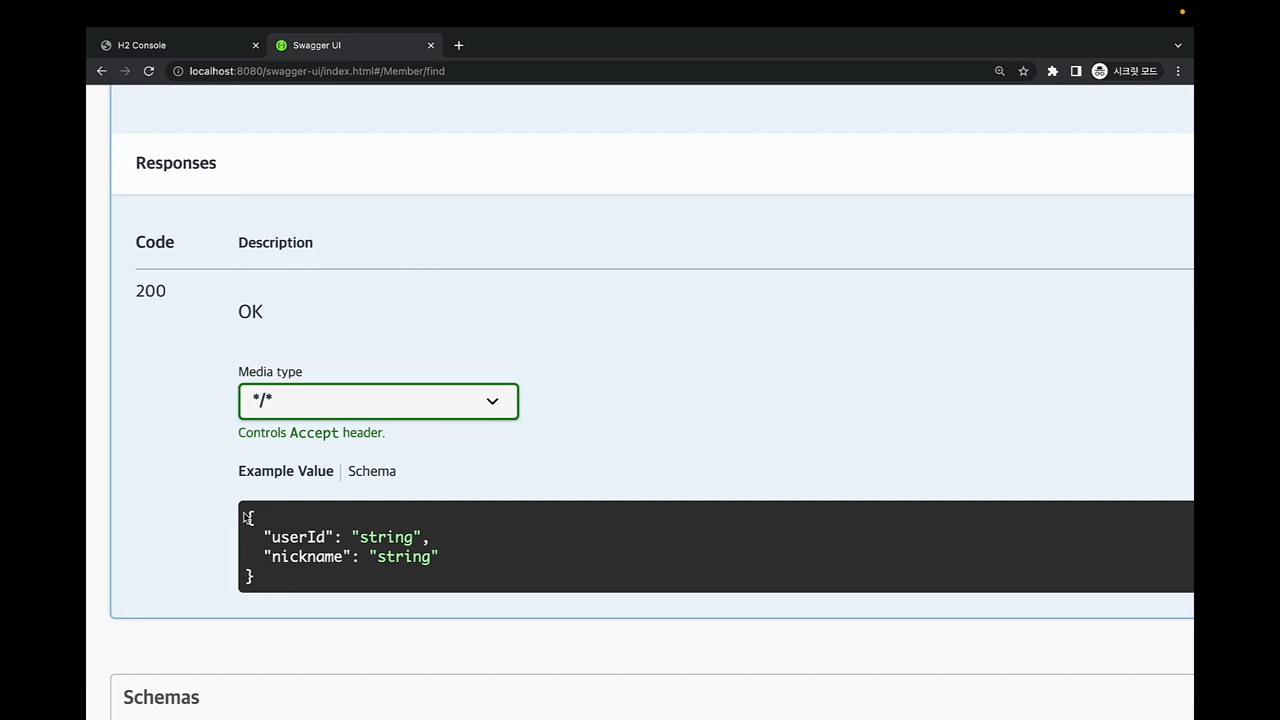 H2 Console
Swagger UI
localhost:8080/swagger-ui/index.html#/Member/find
시크릿 모드
Responses
Code Description
200
OK
Media type
*/*
Controls Accept header.
Example Value Schema
{
"userId": "string",
"nickname": "string"
}
Schemas